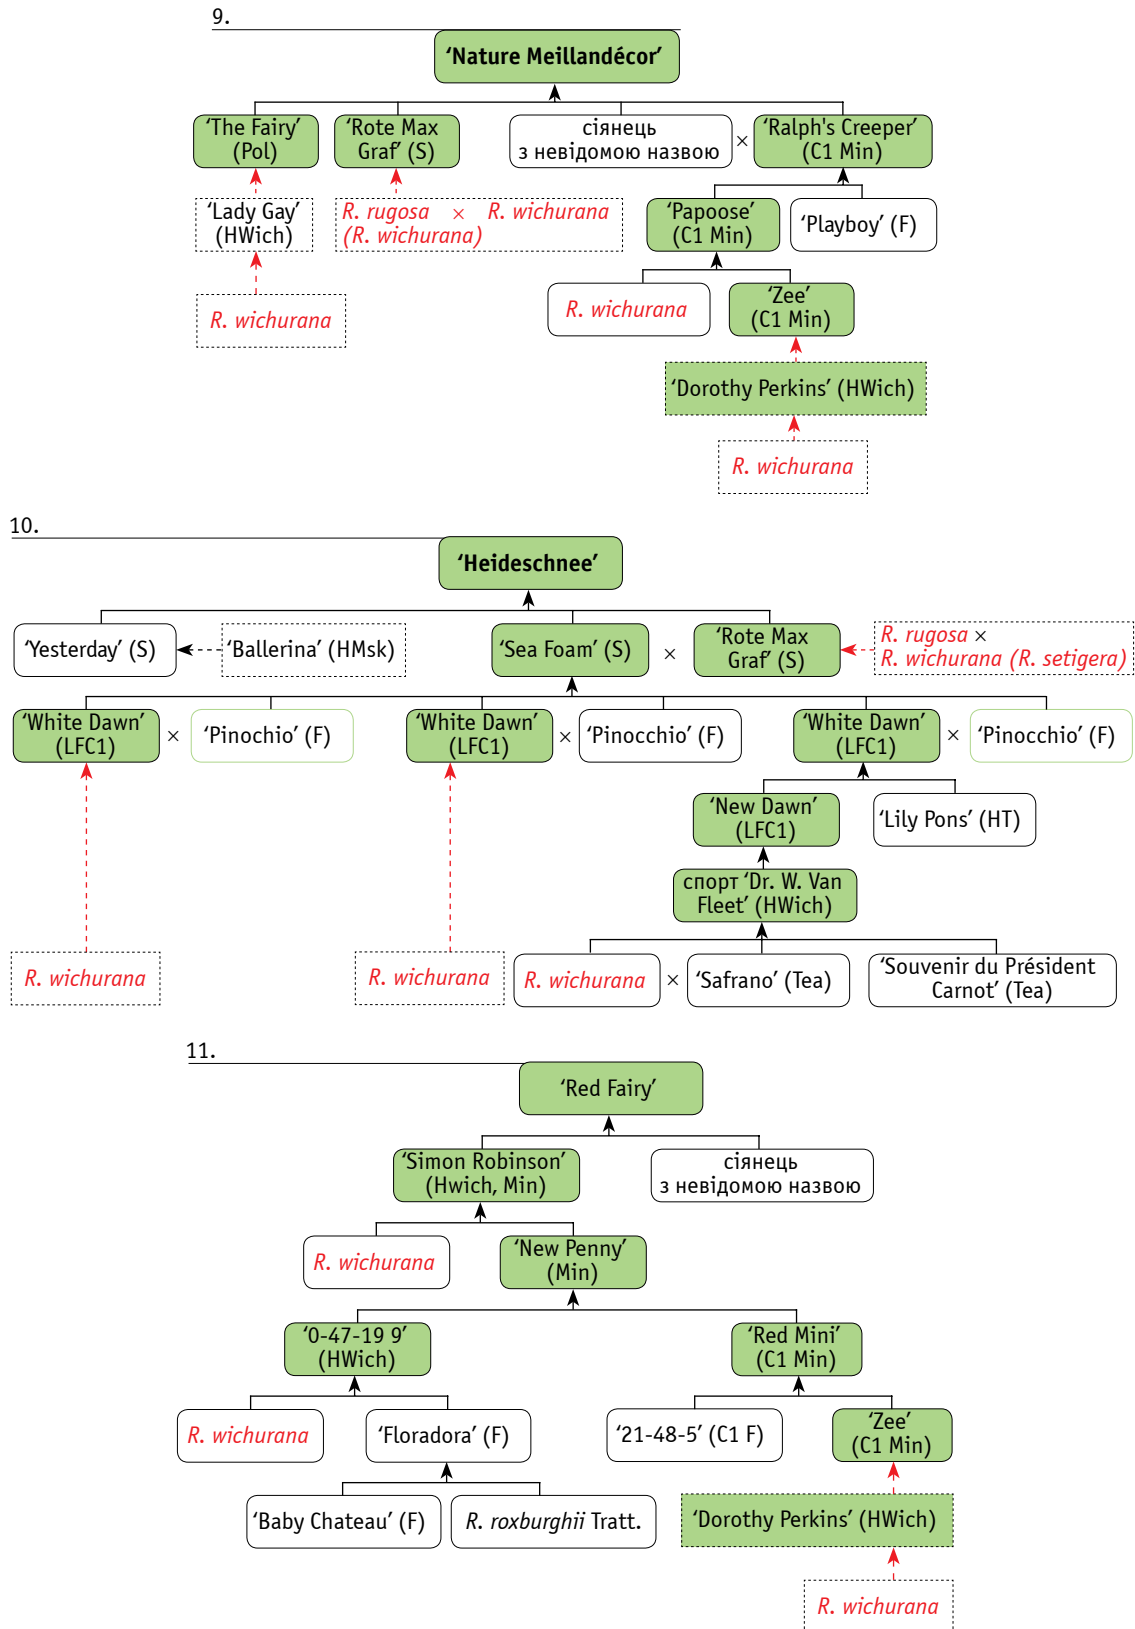 9.
‘Nature Meillandécor’
‘The Fairy’
(Pol)
‘Rote Max
Graf’ (S)
сіянець
з невідомою назвою
×
‘Ralph's Creeper’
(C1 Min)
‘Lady Gay’
(HWich)
R. rugosa × R. wichurana
(R. wichurana)
‘Papoose’
(C1 Min)
‘Playboy’ (F)
R. wichurana
R. wichurana
‘Zee’
(C1 Min)
‘Dorothy Perkins’ (HWich)
R. wichurana
10.
‘Heideschnee’
‘Yesterday’ (S)
‘Ballerina’ (HMsk)
‘Sea Foam’ (S)
×
‘Rote Max
Graf’ (S)
R. rugosa ×
R. wichurana (R. setigera)
‘White Dawn’
(LFC1)
×
‘Pinochio’ (F)
‘White Dawn’
(LFC1)
×
‘Pinocchio’ (F)
‘White Dawn’
(LFC1)
×
‘Pinocchio’ (F)
‘New Dawn’
(LFC1)
‘Lily Pons’ (HT)
спорт ‘Dr. W. Van
Fleet’ (HWich)
R. wichurana
R. wichurana
R. wichurana
×
‘Safrano’ (Tea)
‘Souvenir du Président
Carnot’ (Tea)
11.
‘Red Fairy’
‘Simon Robinson’
(Hwich, Min)
сіянець
з невідомою назвою
R. wichurana
‘New Penny’
(Min)
‘0-47-19 9’
(HWich)
‘Red Mini’
(C1 Min)
R. wichurana
‘Floradora’ (F)
‘21-48-5’ (C1 F)
‘Zee’
(C1 Min)
‘Baby Chateau’ (F)
R. roxburghii Tratt.
‘Dorothy Perkins’ (HWich)
R. wichurana